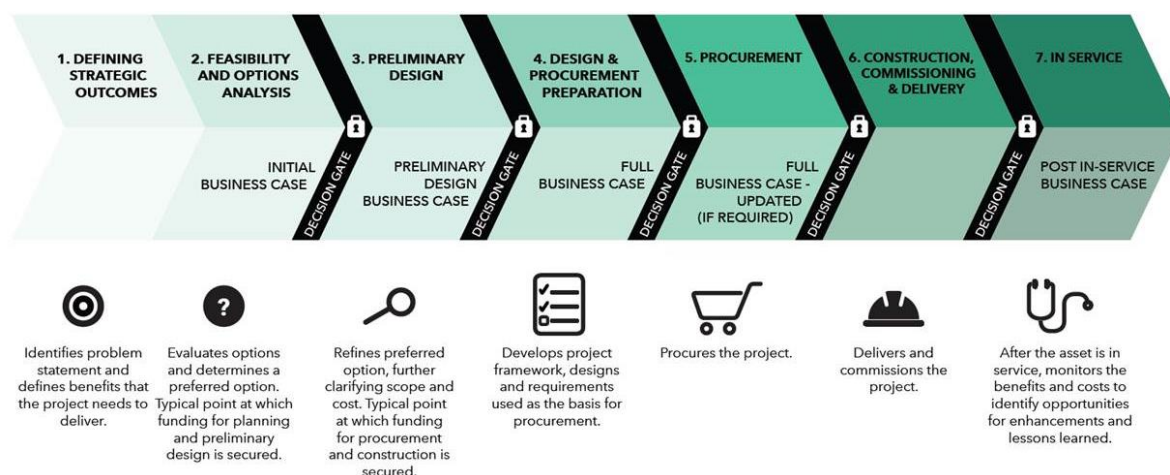 1. DEFINING
STRATEGIC
OUTCOMES
2. FEASIBILITY
AND OPTIONS
ANALYSIS
3. PRELIMINARY
DESIGN
4. DESIGN &
PROCUREMENT
PREPARATION
5. PROCUREMENT
6. CONSTRUCTION,
COMMISSIONING
& DELIVERY
7. IN SERVICE
INITIAL
BUSINESS CASE
DECISION GATE
PRELIMINARY
DESIGN
BUSINESS CASE
DECISION GATE
FULL
BUSINESS CASE
DECISION GATE
FULL
BUSINESS CASE -
UPDATED
(IF REQUIRED)
DECISION GATE
DECISION GATE
POST IN-SERVICE
BUSINESS CASE
?
Identifies problem
statement and
defines benefits that
the project needs to
deliver.
Evaluates options
and determines a
preferred option.
Typical point at which
funding for planning
and preliminary
design is secured.
Refines preferred
option, further
clarifying scope and
cost. Typical point
at which funding
for procurement
and construction is
secured.
Develops project
framework, designs
and requirements
used as the basis for
procurement.
Procures the project.
Delivers and
commissions the
project.
After the asset is in
service, monitors the
benefits and costs to
identify opportunities
for enhancements and
lessons learned.